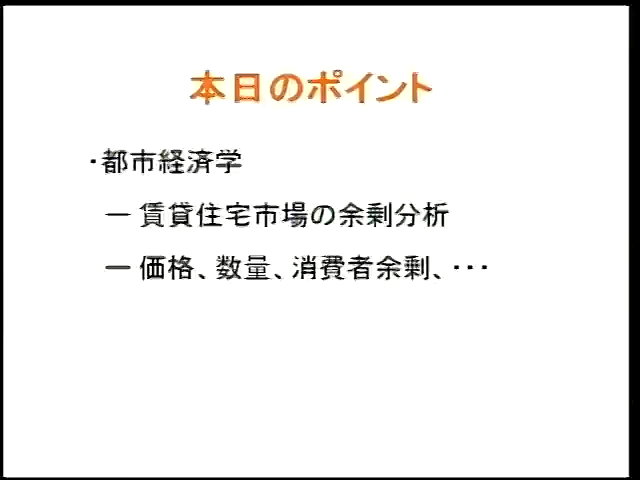 本日のポイント
・都市経済学
― 賃貸住宅市場の余剰分析
― 価格、数量、消費者余剰、・・・